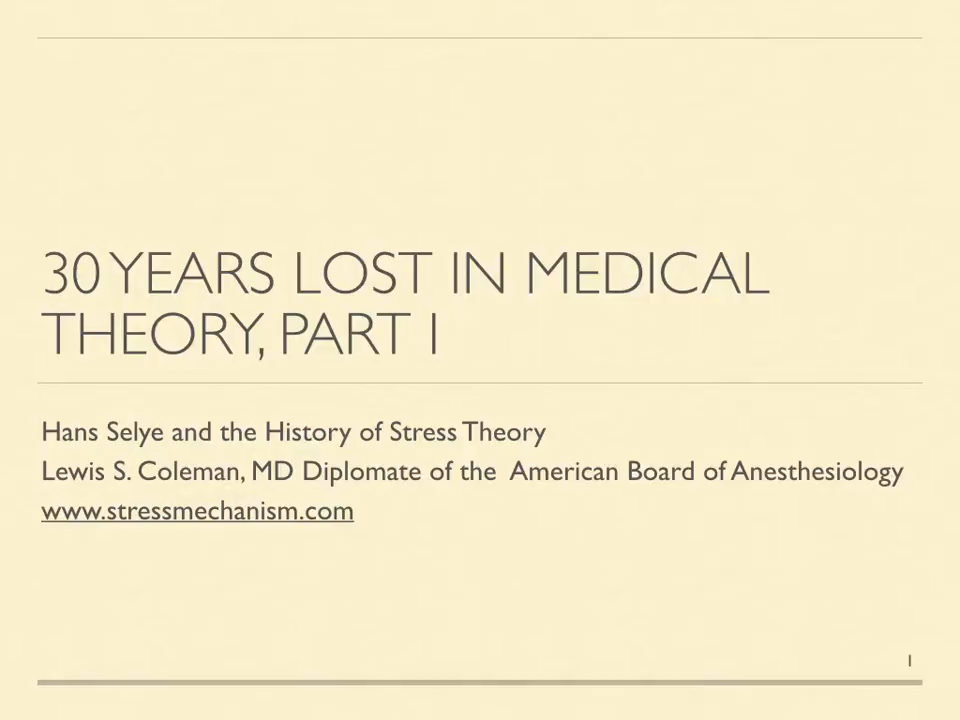 30 YEARS LOST IN MEDICAL
THEORY, PART I
Hans Selye and the History of Stress Theory
Lewis S. Coleman, MD Diplomate of the American Board of Anesthesiology
www.stressmechanism.com
1